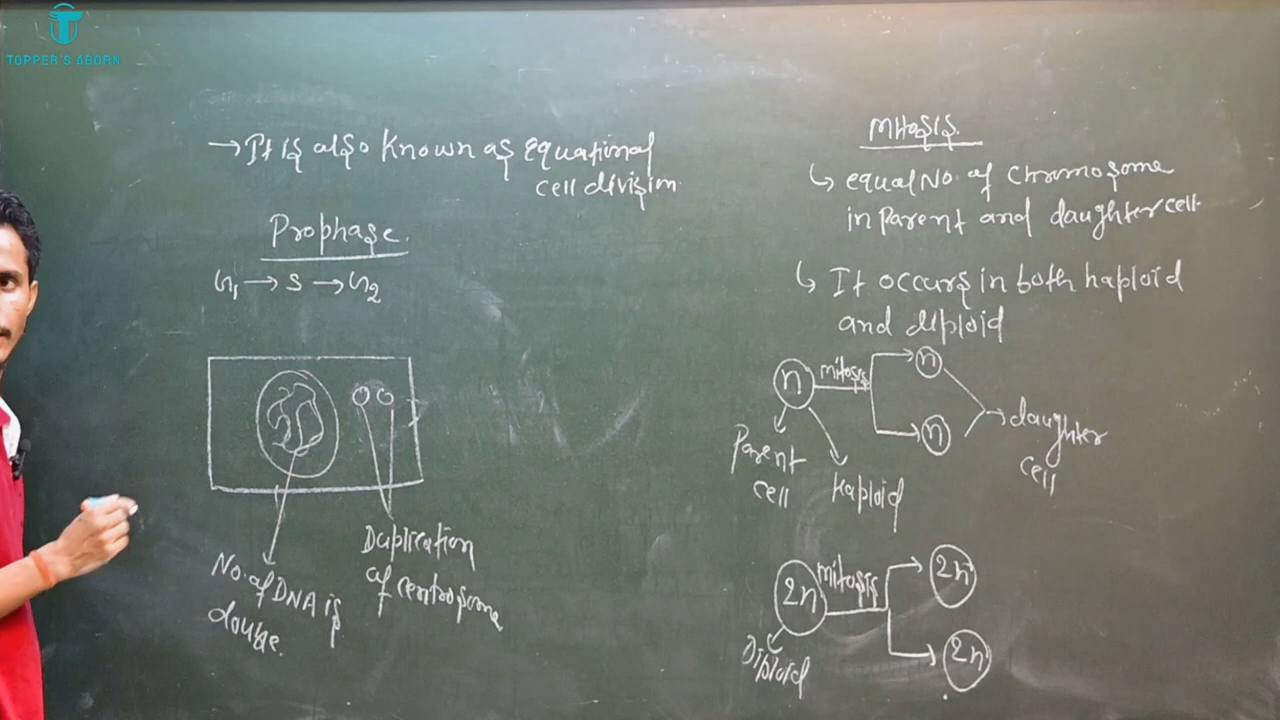 TOPPER'S ABORN
→ It is also known as equational
cell division.
Prophase.
G1 → S → G2
No. of DNA is
double.
Duplication
of centrosome
Mitosis.
↳ equal No. of chromosome
in Parent and daughter cell.
↳ It occurs in both haploid
and diploid
n mitosis n
n
Parent
cell
Haploid
daughter
cell
2n mitosis 2n
2n
Diploid